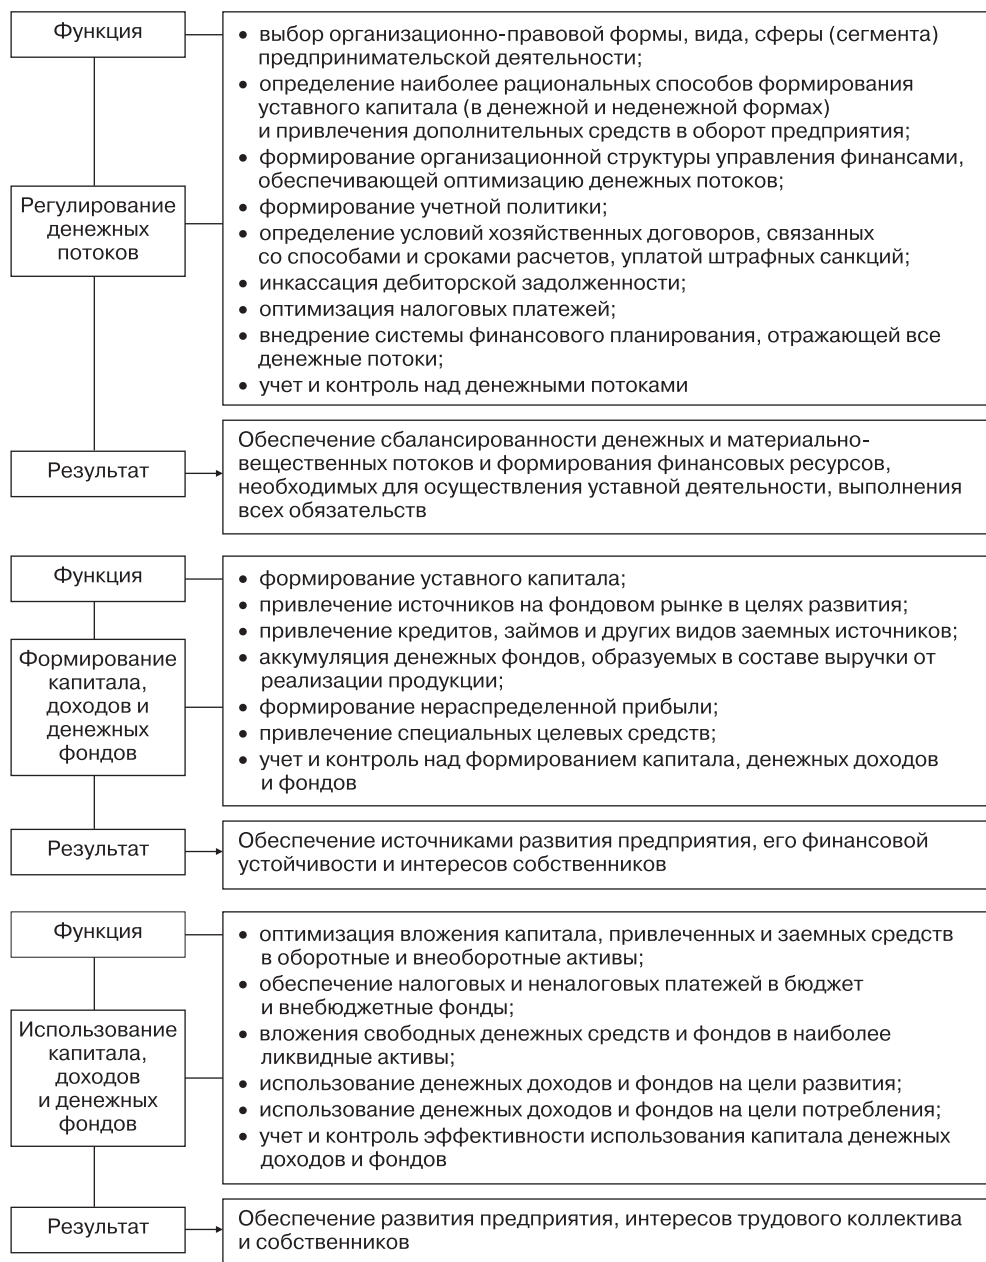 Функция
• выбор организационно-правовой формы, вида, сферы (сегмента)
предпринимательской деятельности;
• определение наиболее рациональных способов формирования
уставного капитала (в денежной и неденежной формах)
и привлечения дополнительных средств в оборот предприятия;
• формирование организационной структуры управления финансами,
обеспечивающей оптимизацию денежных потоков;
• формирование учетной политики;
• определение условий хозяйственных договоров, связанных
со способами и сроками расчетов, уплатой штрафных санкций;
• инкассация дебиторской задолженности;
• оптимизация налоговых платежей;
• внедрение системы финансового планирования, отражающей все
денежные потоки;
• учет и контроль над денежными потоками
Регулирование
денежных
потоков
Результат
Обеспечение сбалансированности денежных и материально-
вещественных потоков и формирования финансовых ресурсов,
необходимых для осуществления уставной деятельности, выполнения
всех обязательств
Функция
• формирование уставного капитала;
• привлечение источников на фондовом рынке в целях развития;
• привлечение кредитов, займов и других видов заемных источников;
• аккумуляция денежных фондов, образуемых в составе выручки от
реализации продукции;
• формирование нераспределенной прибыли;
• привлечение специальных целевых средств;
• учет и контроль над формированием капитала, денежных доходов
и фондов
Формирование
капитала,
доходов и
денежных
фондов
Результат
Обеспечение источниками развития предприятия, его финансовой
устойчивости и интересов собственников
Функция
• оптимизация вложения капитала, привлеченных и заемных средств
в оборотные и внеоборотные активы;
• обеспечение налоговых и неналоговых платежей в бюджет
и внебюджетные фонды;
• вложения свободных денежных средств и фондов в наиболее
ликвидные активы;
• использование денежных доходов и фондов на цели развития;
• использование денежных доходов и фондов на цели потребления;
• учет и контроль эффективности использования капитала денежных
доходов и фондов
Использование
капитала,
доходов
и денежных
фондов
Результат
Обеспечение развития предприятия, интересов трудового коллектива
и собственников